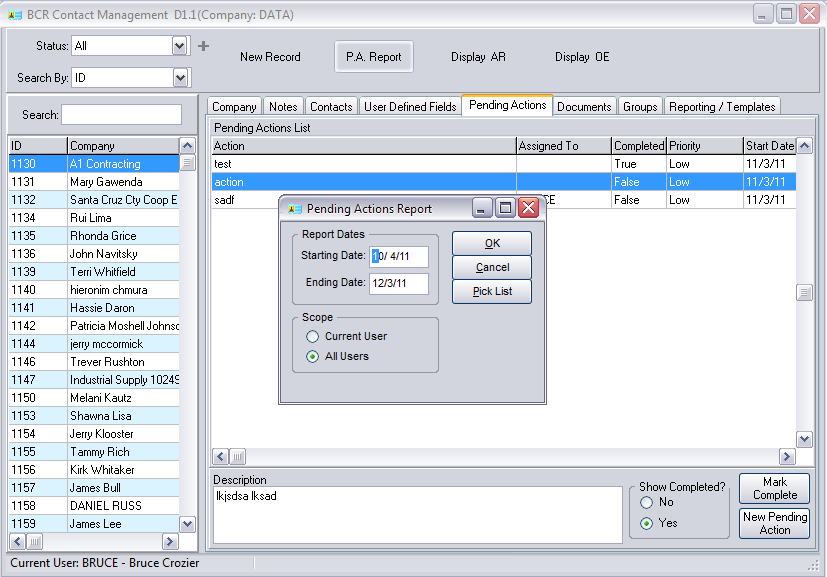 BCR Contact Management D1.1(Company: DATA)
Status: All
New Record P.A. Report Display AR Display OE
Search By: ID
Search:
Company Notes Contacts User Defined Fields Pending Actions Documents Groups Reporting / Templates
Pending Actions List
ID Company
1130 A1 Contracting
1131 Mary Gawenda
1132 Santa Cruz Cty Coop E
1134 Rui Lima
1135 Rhonda Grice
1136 John Navitsky
1139 Terri Whitfield
1140 hieronim chmura
1141 Hassie Daron
1142 Patricia Moshell Johnsc
1144 jerry mccormick
1146 Trever Rushton
1147 Industrial Supply 1024S
1150 Melani Kautz
1153 Shawna Lisa
1154 Jerry Klooster
1155 Tammy Rich
1156 Kirk Whitaker
1157 James Bull
1158 DANIEL RUSS
1159 James Lee
Action Assigned To Completed Priority Start Date
test True Low 11/3/11
action False Low 11/3/11
sadf CE False Low 11/3/11
Pending Actions Report
Report Dates
Starting Date: 10/ 4/11
Ending Date: 12/3/11
Scope
Current User
All Users
OK
Cancel
Pick List
Description
lkjsdsa lksad
Show Completed?
No
Yes
Mark
Complete
New Pending
Action
Current User: BRUCE - Bruce Crozier